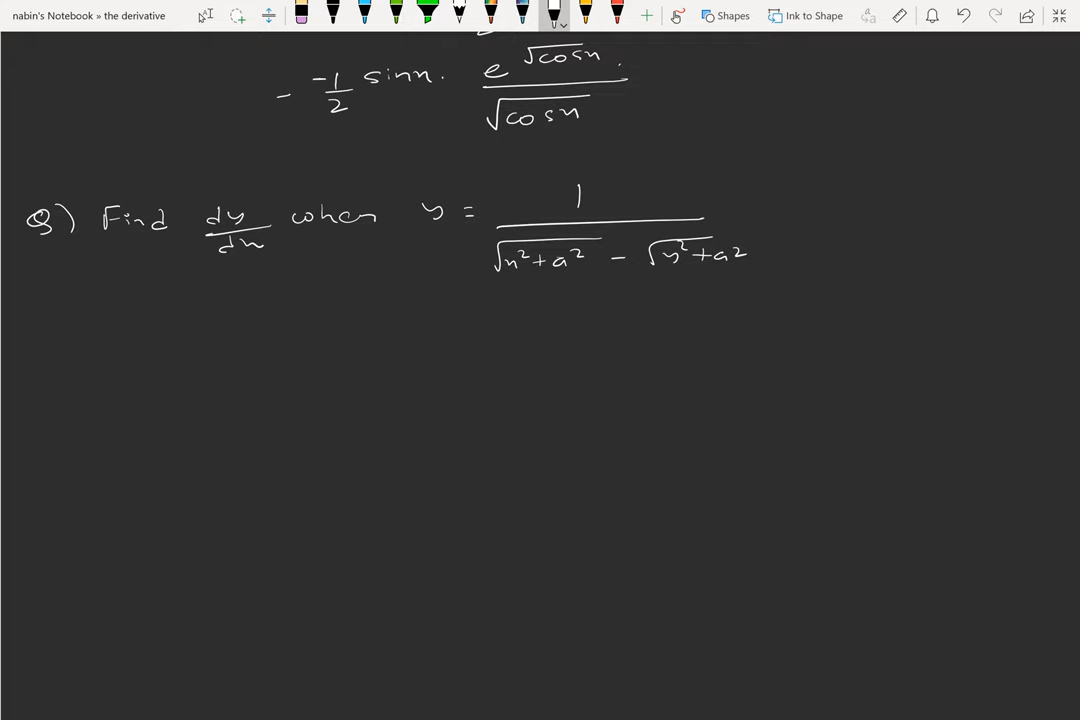 nabin's Notebook » the derivative
Shapes
Ink to Shape
- -1/2 sinx. e^√cosx. / √cosx
Q) Find dy/dx when y = 1 / √x²+a² - √y²+a²